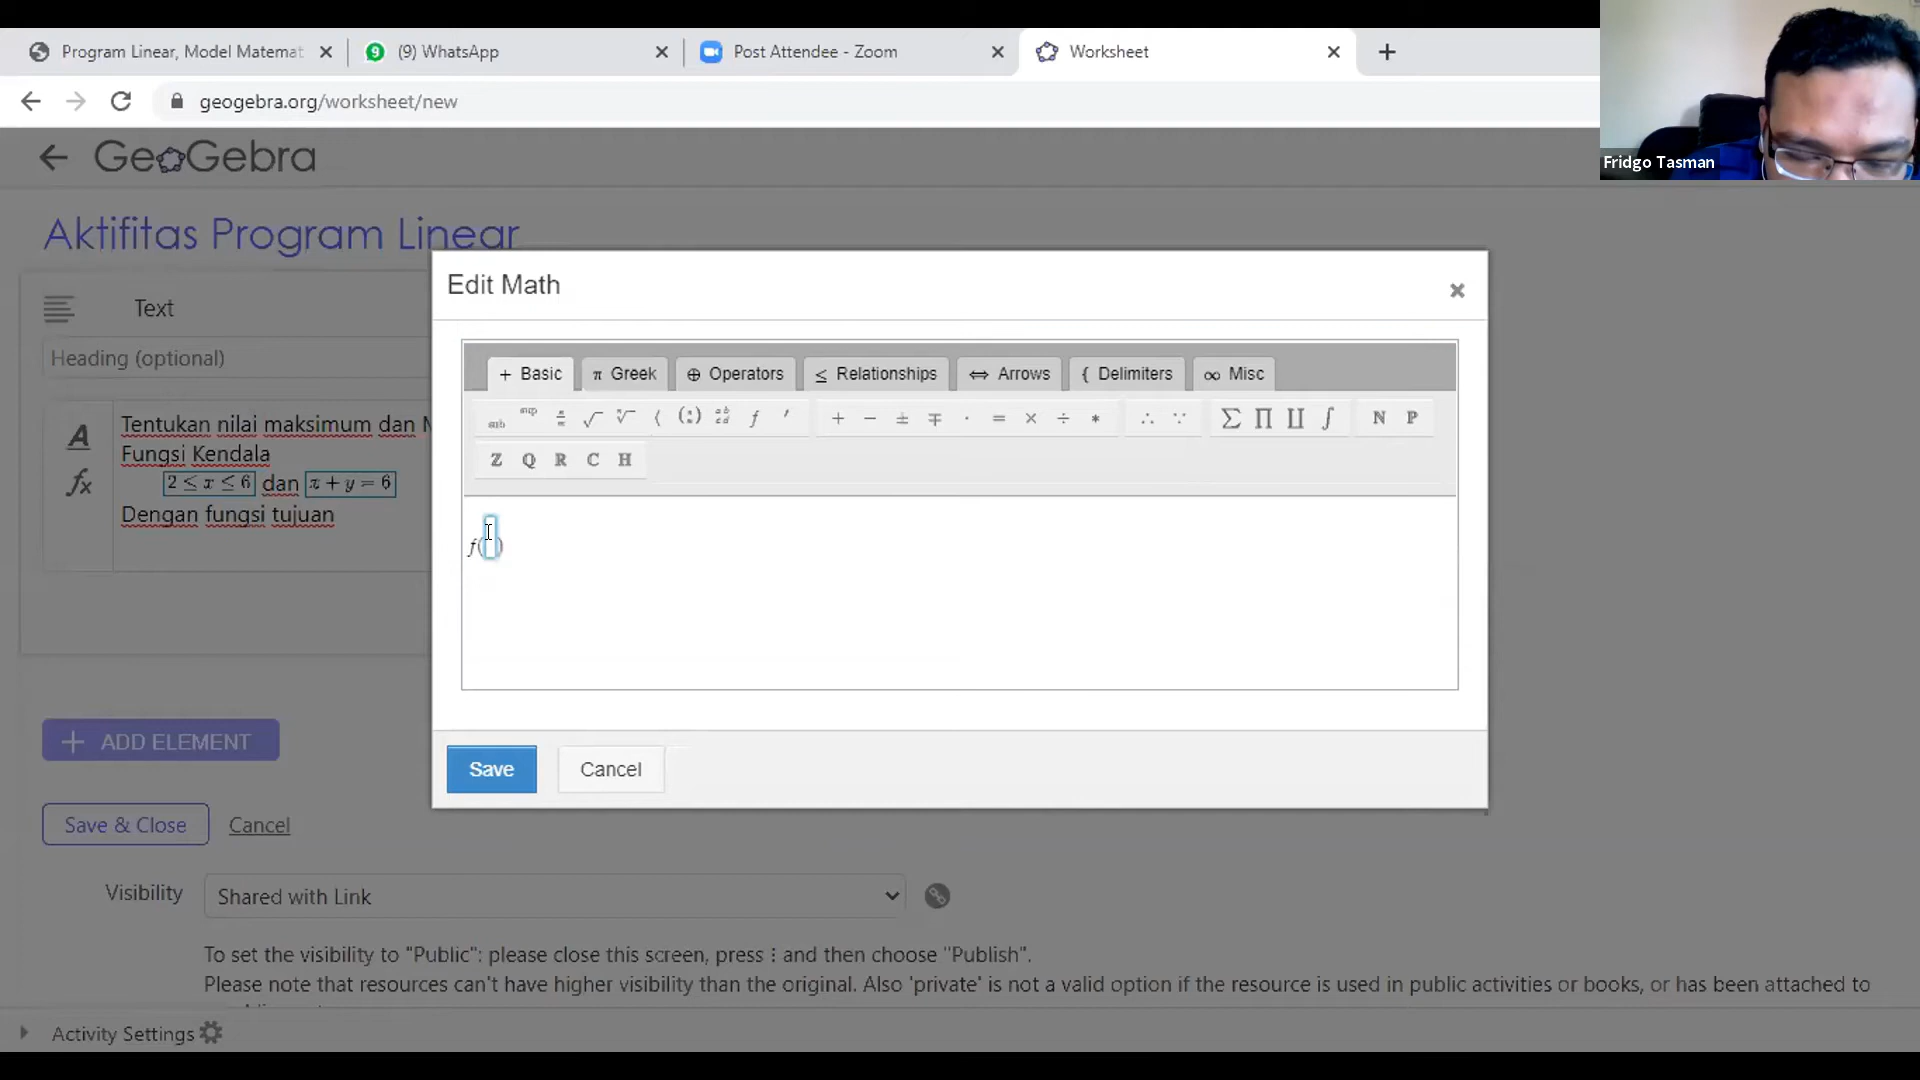 Program Linear, Model Matemat
(9) WhatsApp
Post Attendee - Zoom
Worksheet
geogebra.org/worksheet/new
Fridgo Tasman
GeoGebra
Aktifitas Program Linear
Text
Heading (optional)
Tentukan nilai maksimum dan M
Fungsi Kendala
2 ≤ x ≤ 6 dan x + y = 6
Dengan fungsi tujuan
Edit Math
×
+ Basic π Greek ⊕ Operators ≤ Relationships ⇔ Arrows { Delimiters ∞ Misc
sub sup √ ( f ′ + − ± ∓ · = × ÷ * ∴ ∵ ∑ ∏ ∐ ∫ N P
Z Q R C H
f( )
Save Cancel
+ ADD ELEMENT
Save & Close Cancel
Visibility Shared with Link
To set the visibility to "Public": please close this screen, press ⋮ and then choose "Publish".
Please note that resources can't have higher visibility than the original. Also 'private' is not a valid option if the resource is used in public activities or books, or has been attached to
Activity Settings